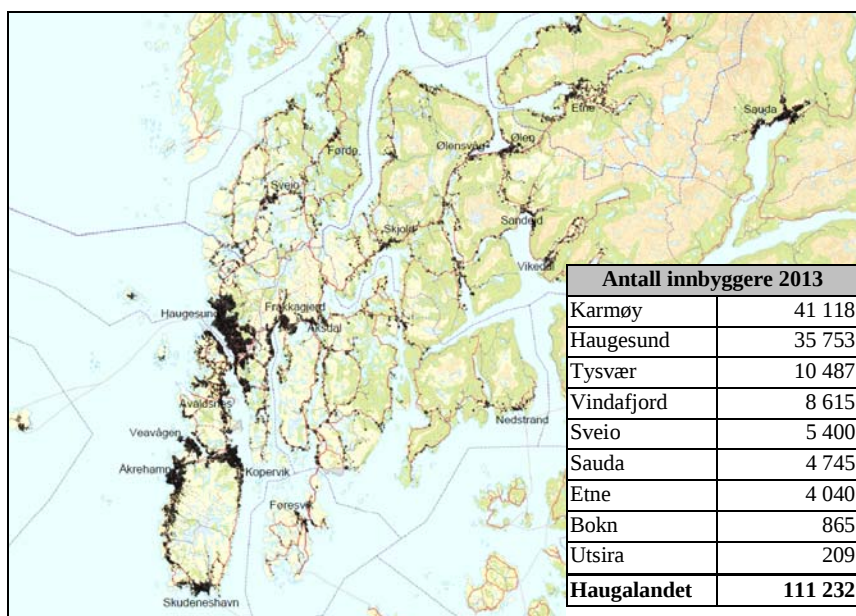 Etne
Sauda
Ølen
Ølensvåg
Førde
Sveio
Sandeid
Skjold
Vikedal
Haugesund
Frakkagjerd
Aksdal
Avaldsnes
Nedstrand
Veavågen
Åkrehamn
Kopervik
Føresvik
Skudeneshavn
Antall innbyggere 2013
Karmøy 41 118
Haugesund 35 753
Tysvær 10 487
Vindafjord 8 615
Sveio 5 400
Sauda 4 745
Etne 4 040
Bokn 865
Utsira 209
Haugalandet 111 232